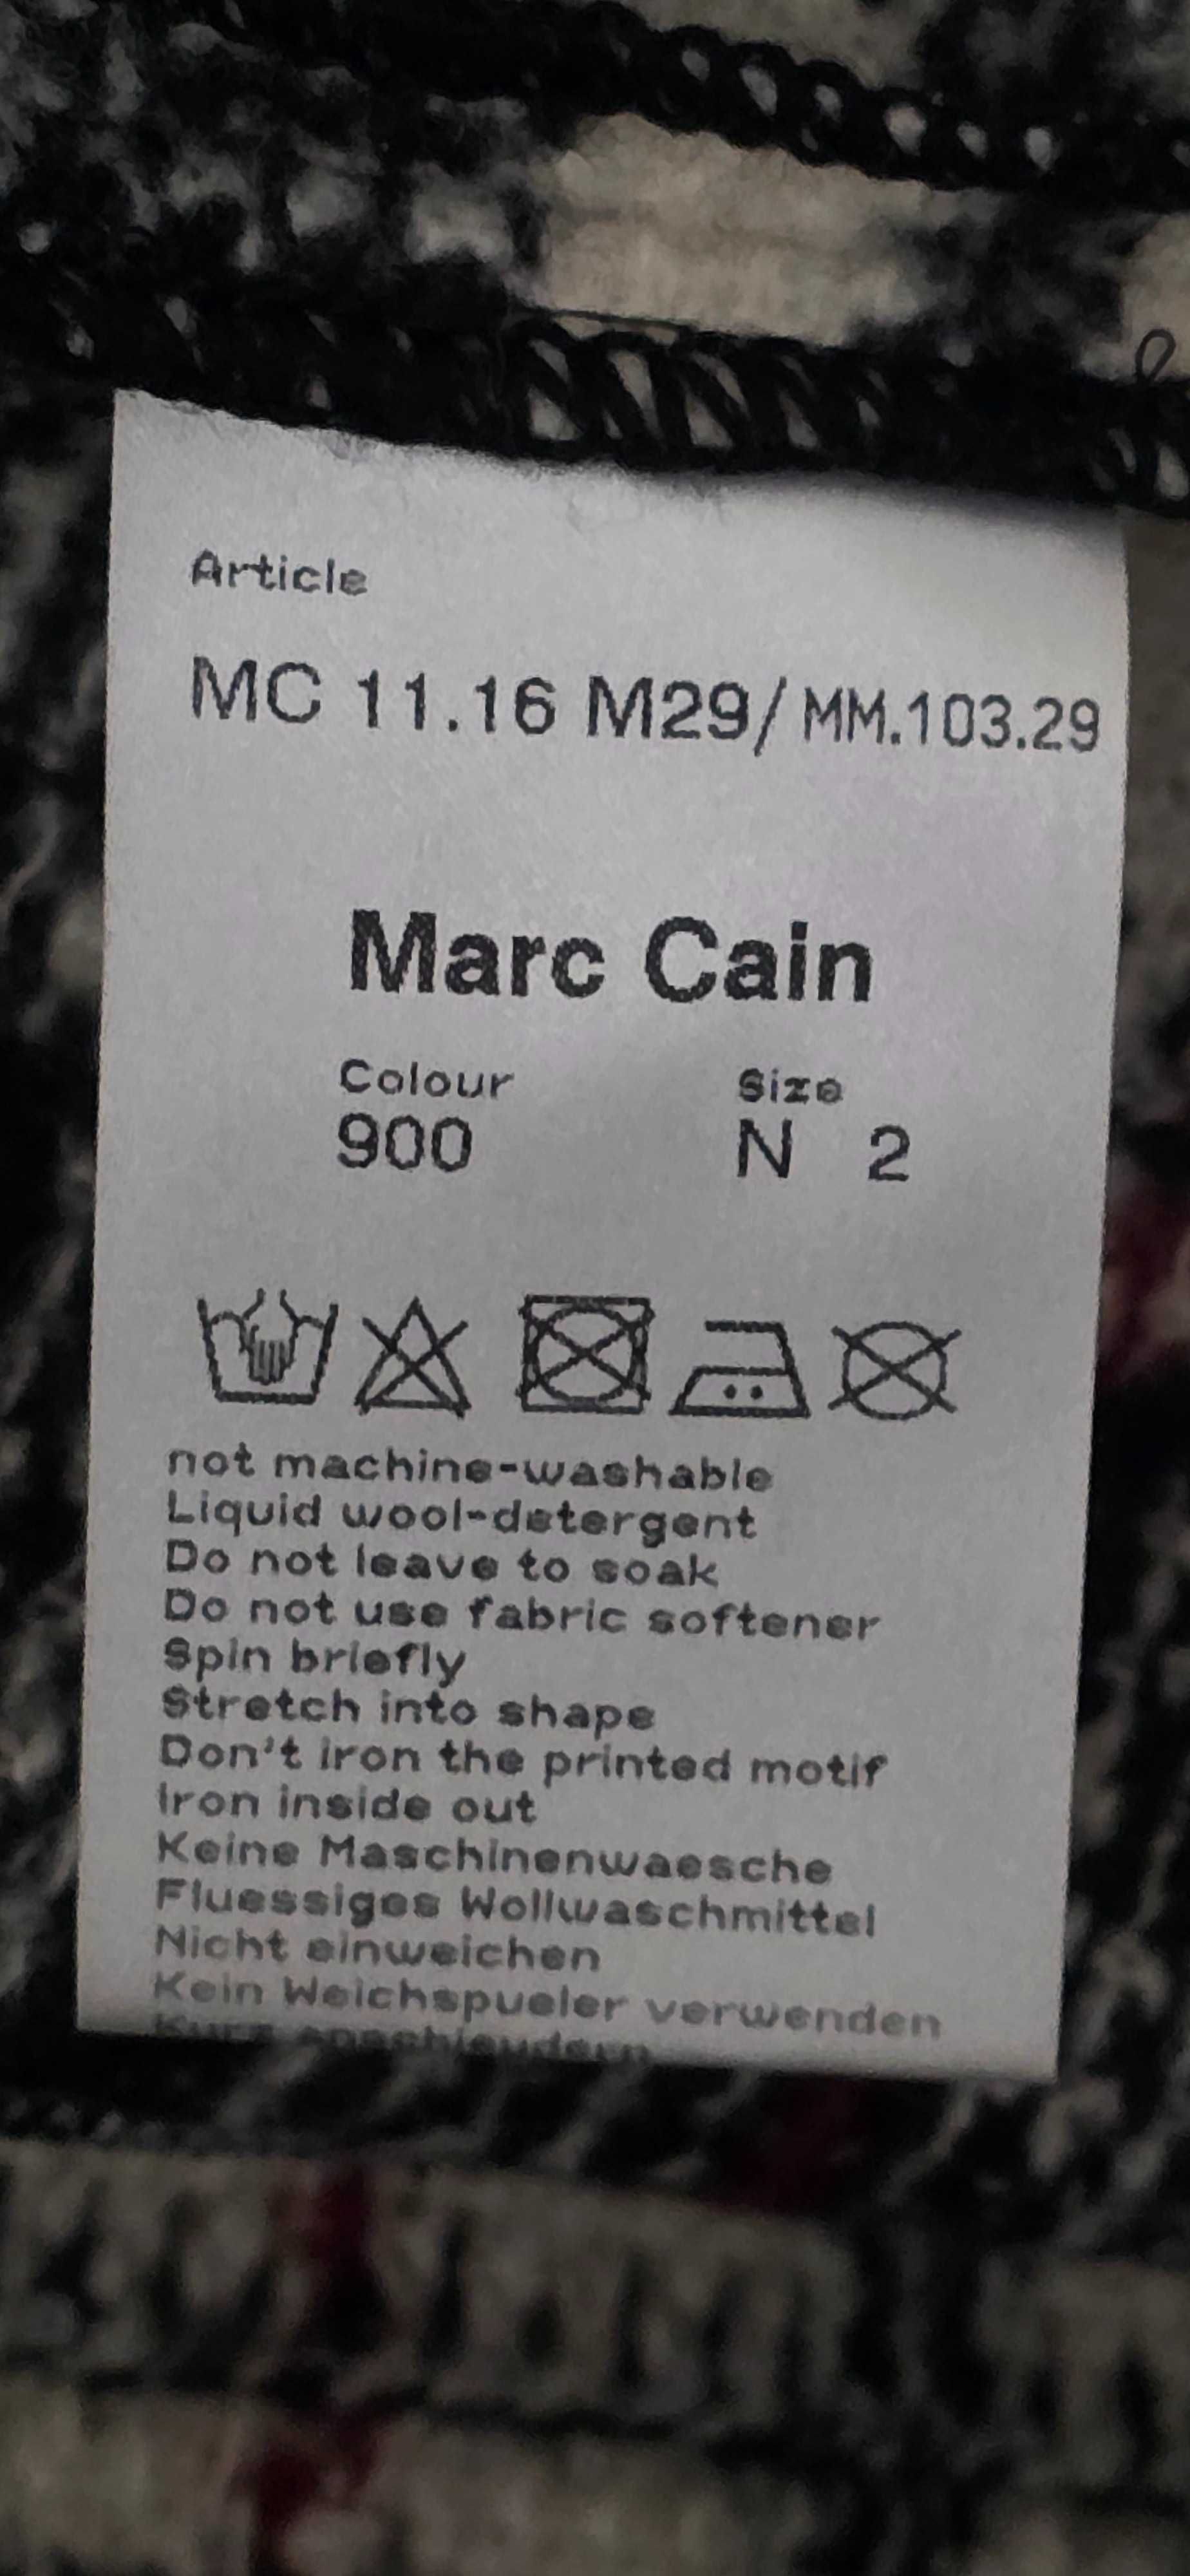 Article
MC 11.16 M29/ MM.103.29
Marc Cain
Colour Size
900 N 2
not machine-washable
Liquid wool-detergent
Do not leave to soak
Do not use fabric softener
Spin briefly
Stretch into shape
Don't iron the printed motif
Iron inside out
Keine Maschinenwaesche
Fluessiges Wollwaschmittel
Nicht einweichen
Kein Weichspueler verwenden
Kurz anschleudern